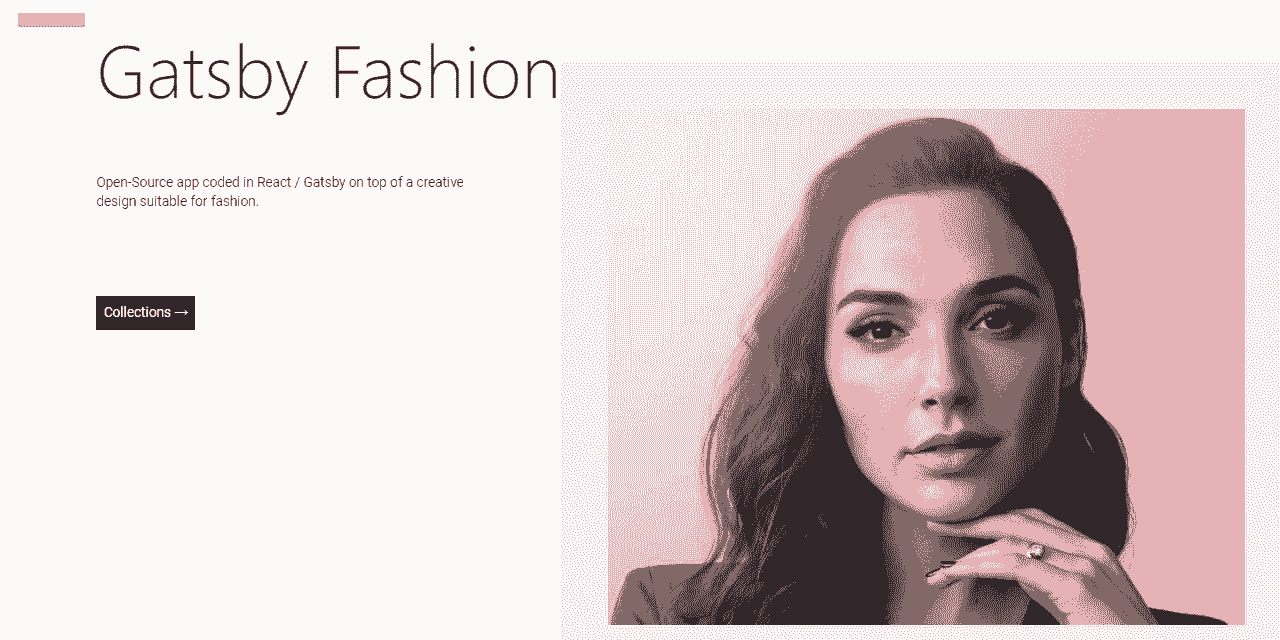 Gatsby Fashion
Open-Source app coded in React / Gatsby on top of a creative
design suitable for fashion.
Collections →